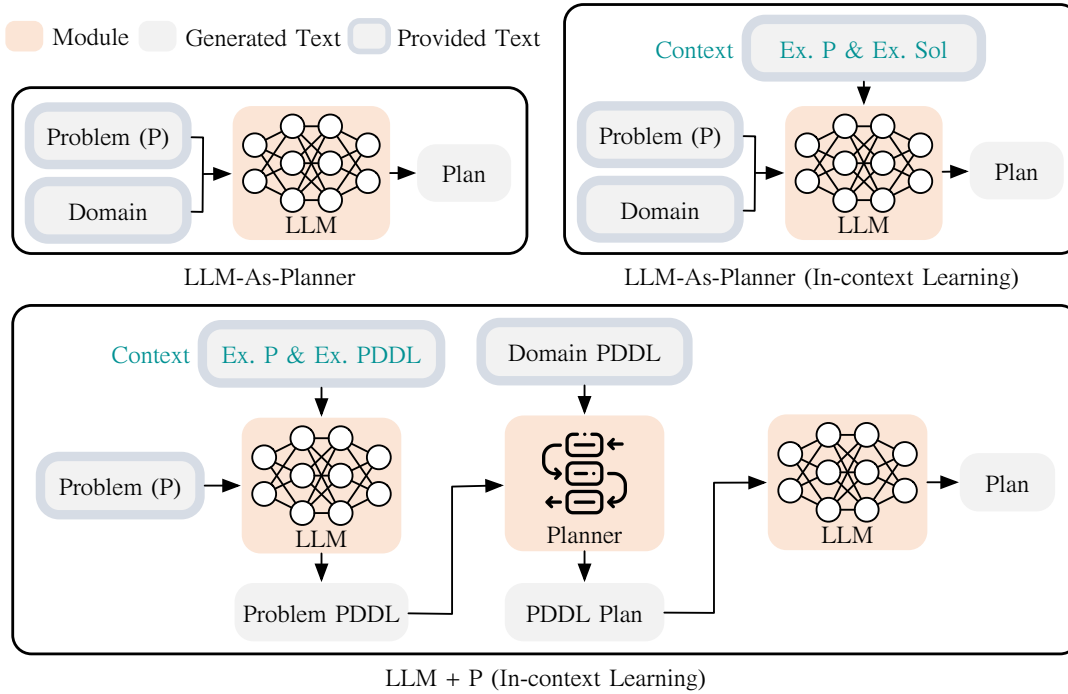 Module
Generated Text
Provided Text
Problem (P)
Domain
LLM
Plan
LLM-As-Planner
Context
Ex. P & Ex. Sol
Problem (P)
Domain
LLM
Plan
LLM-As-Planner (In-context Learning)
Context
Ex. P & Ex. PDDL
Domain PDDL
Problem (P)
LLM
Planner
LLM
Plan
Problem PDDL
PDDL Plan
LLM + P (In-context Learning)